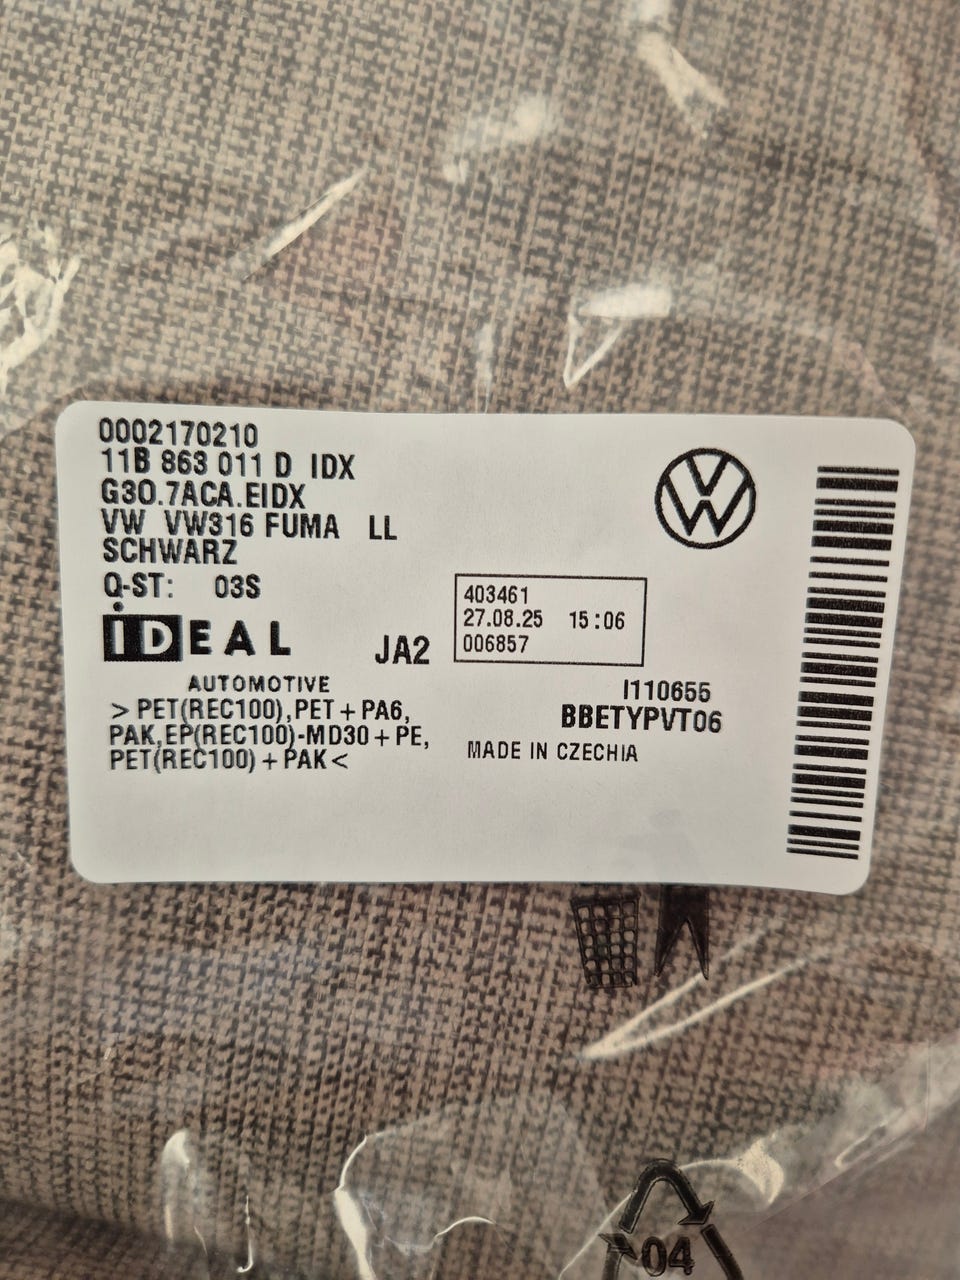 0002170210
11B 863 011 D IDX
G30.7ACA.EIDX
VW VW316 FUMA LL
SCHWARZ
Q-ST: 03S
iDEAL
AUTOMOTIVE
JA2
403461
27.08.25 15:06
006857
I110655
BBETYPVT06
MADE IN CZECHIA
> PET(REC100),PET+PA6,
PAK,EP(REC100)-MD30+PE,
PET(REC100)+PAK<
VW
04